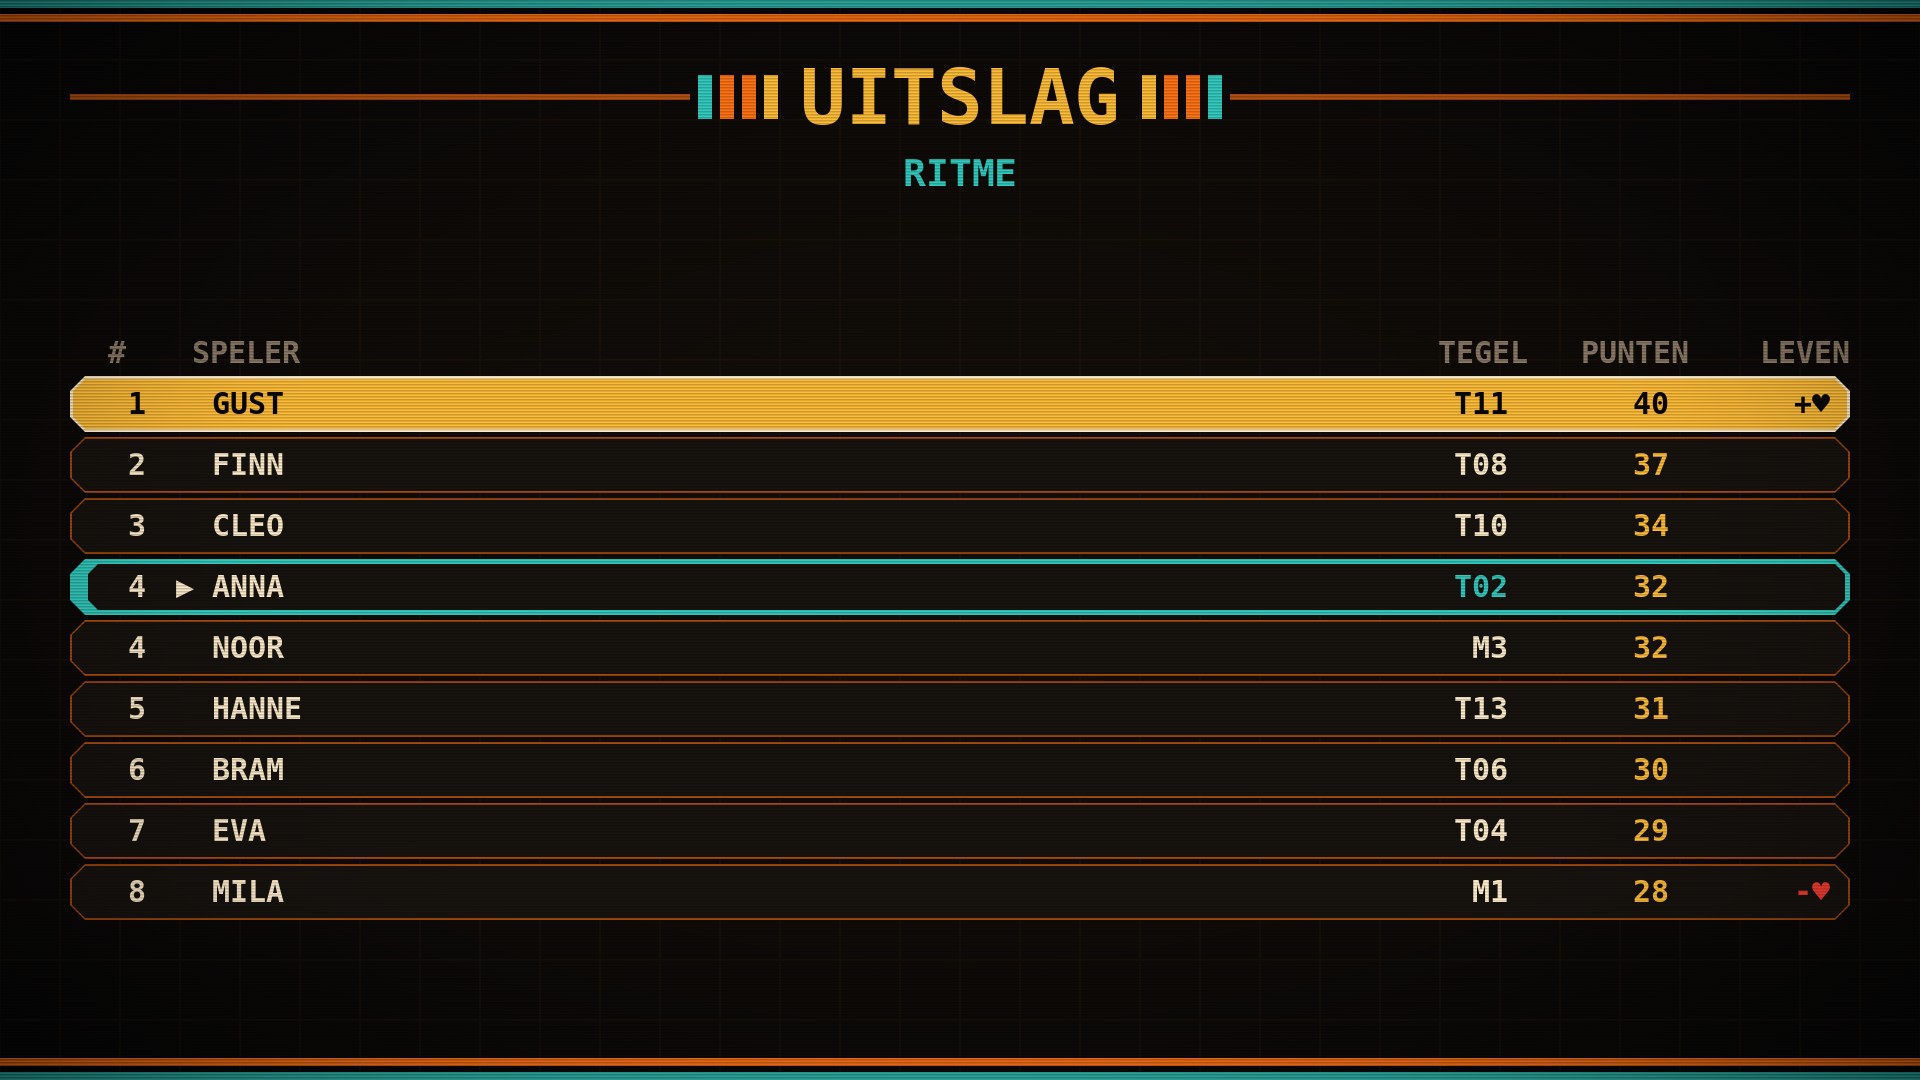 UITSLAG
RITME
# SPELER TEGEL PUNTEN LEVEN
1 GUST T11 40 +♥
2 FINN T08 37
3 CLEO T10 34
4 ▶ ANNA T02 32
4 NOOR M3 32
5 HANNE T13 31
6 BRAM T06 30
7 EVA T04 29
8 MILA M1 28 -♥